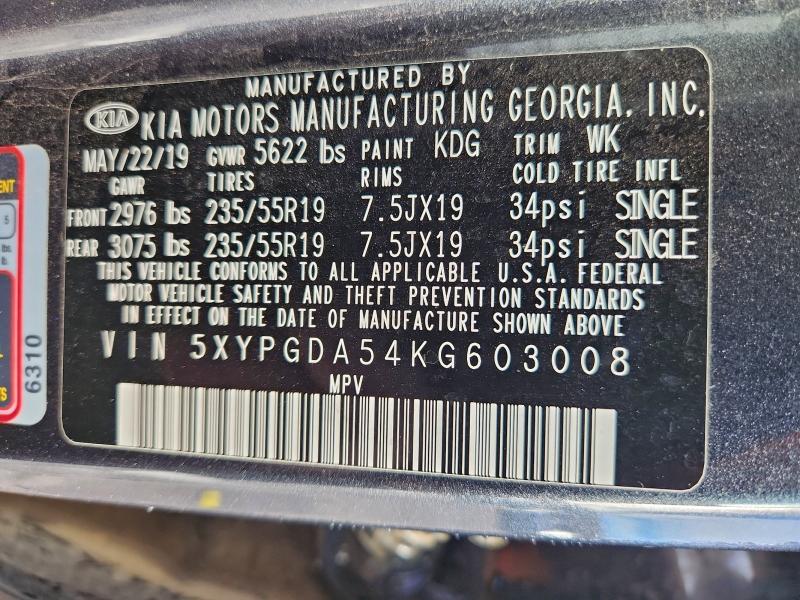 MANUFACTURED BY
KIA KIA MOTORS MANUFACTURING GEORGIA, INC.
MAY/22/19 GVWR 5622 lbs PAINT KDG TRIM WK
GAWR TIRES RIMS COLD TIRE INFL
FRONT 2976 lbs 235/55R19 7.5JX19 34psi SINGLE
REAR 3075 lbs 235/55R19 7.5JX19 34psi SINGLE
THIS VEHICLE CONFORMS TO ALL APPLICABLE U.S.A. FEDERAL
MOTOR VEHICLE SAFETY AND THEFT PREVENTION STANDARDS
IN EFFECT ON THE DATE OF MANUFACTURE SHOWN ABOVE
VIN 5XYPGDA54KG603008
MPV
5
6310